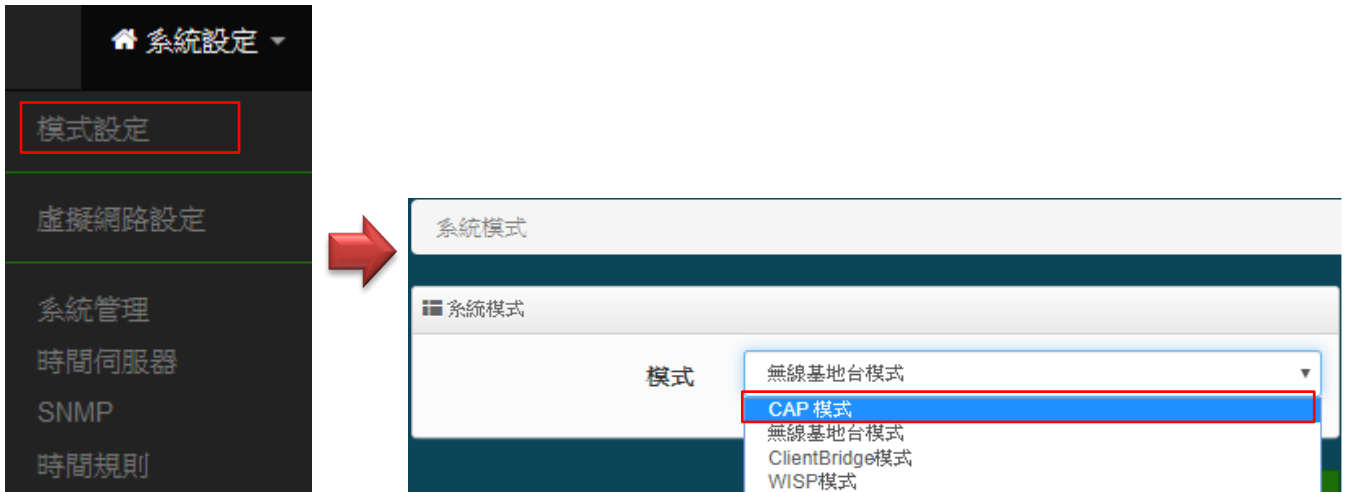 系統設定
模式設定
虛擬網路設定
系統管理
時間伺服器
SNMP
時間規則
系統模式
系統模式
模式
無線基地台模式
CAP 模式
無線基地台模式
ClientBridge模式
WISP模式